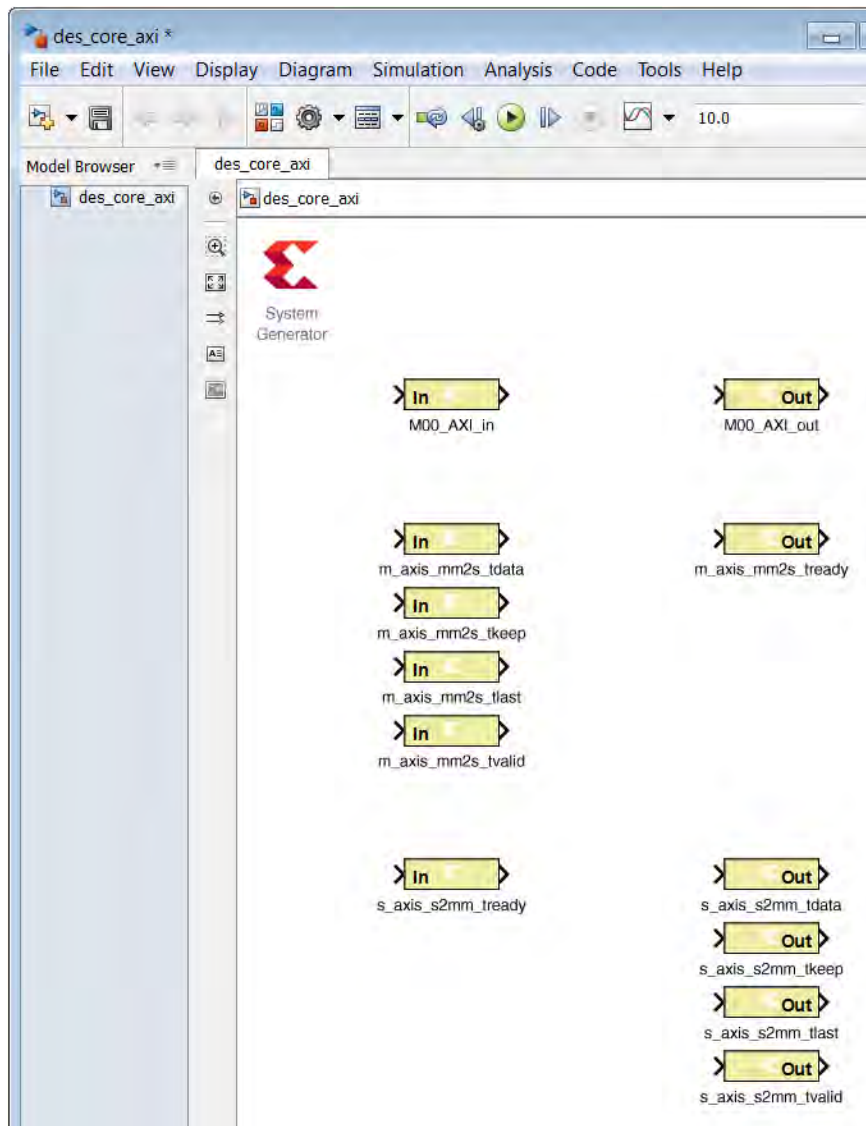 des_core_axi *
File Edit View Display Diagram Simulation Analysis Code Tools Help
10.0
Model Browser
des_core_axi
des_core_axi
des_core_axi
System
Generator
In
M00_AXI_in
Out
M00_AXI_out
In
m_axis_mm2s_tdata
Out
m_axis_mm2s_tready
In
m_axis_mm2s_tkeep
In
m_axis_mm2s_tlast
In
m_axis_mm2s_tvalid
In
s_axis_s2mm_tready
Out
s_axis_s2mm_tdata
Out
s_axis_s2mm_tkeep
Out
s_axis_s2mm_tlast
Out
s_axis_s2mm_tvalid